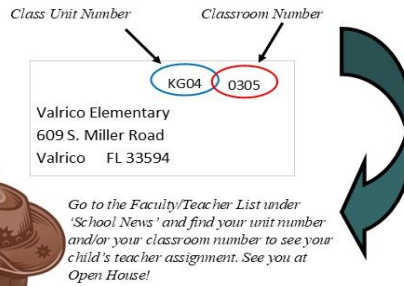 Class Unit Number Classroom Number
KG04 0305
Valrico Elementary
609 S. Miller Road
Valrico FL 33594
Go to the Faculty/Teacher List under
‘School News’ and find your unit number
and/or your classroom number to see your
child’s teacher assignment. See you at
Open House!